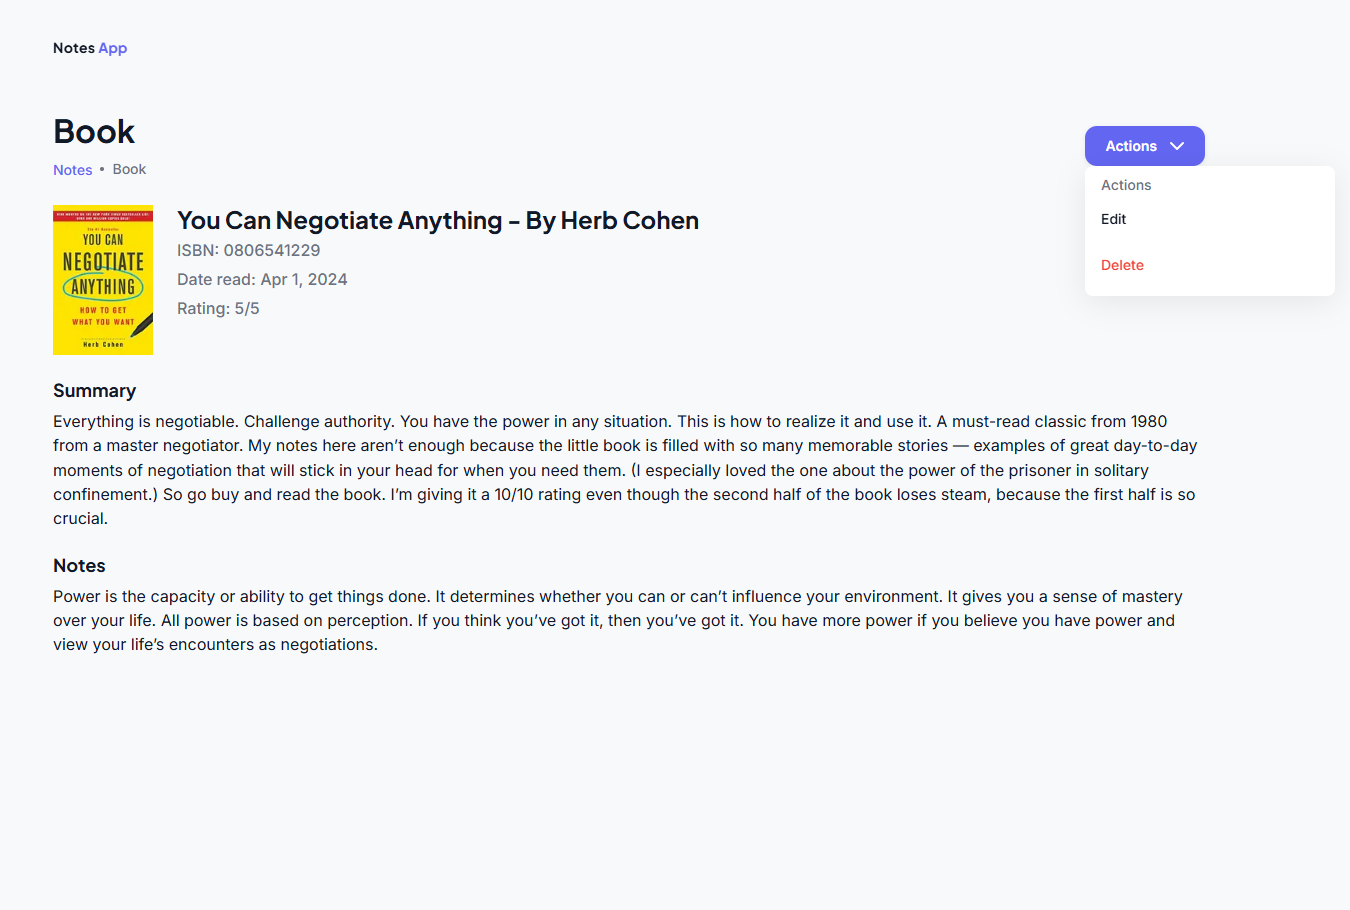 Notes App
Book
Actions
Notes • Book
Actions
Edit
Delete
YOU CAN
NEGOTIATE
ANYTHING
HOW TO GET
WHAT YOU WANT
Herb Cohen
You Can Negotiate Anything – By Herb Cohen
ISBN: 0806541229
Date read: Apr 1, 2024
Rating: 5/5
Summary
Everything is negotiable. Challenge authority. You have the power in any situation. This is how to realize it and use it. A must-read classic from 1980
from a master negotiator. My notes here aren’t enough because the little book is filled with so many memorable stories — examples of great day-to-day
moments of negotiation that will stick in your head for when you need them. (I especially loved the one about the power of the prisoner in solitary
confinement.) So go buy and read the book. I’m giving it a 10/10 rating even though the second half of the book loses steam, because the first half is so
crucial.
Notes
Power is the capacity or ability to get things done. It determines whether you can or can’t influence your environment. It gives you a sense of mastery
over your life. All power is based on perception. If you think you’ve got it, then you’ve got it. You have more power if you believe you have power and
view your life’s encounters as negotiations.